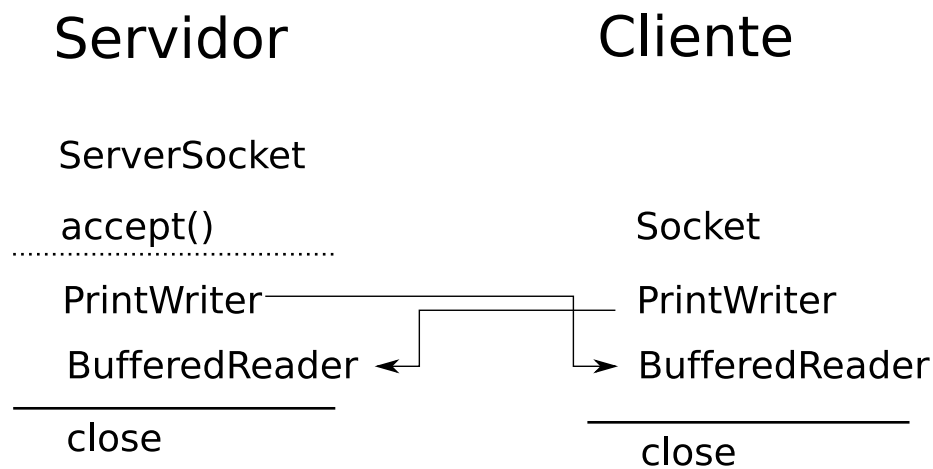 Servidor
ServerSocket
accept()
PrintWriter
BufferedReader
close
Cliente
Socket
PrintWriter
BufferedReader
close